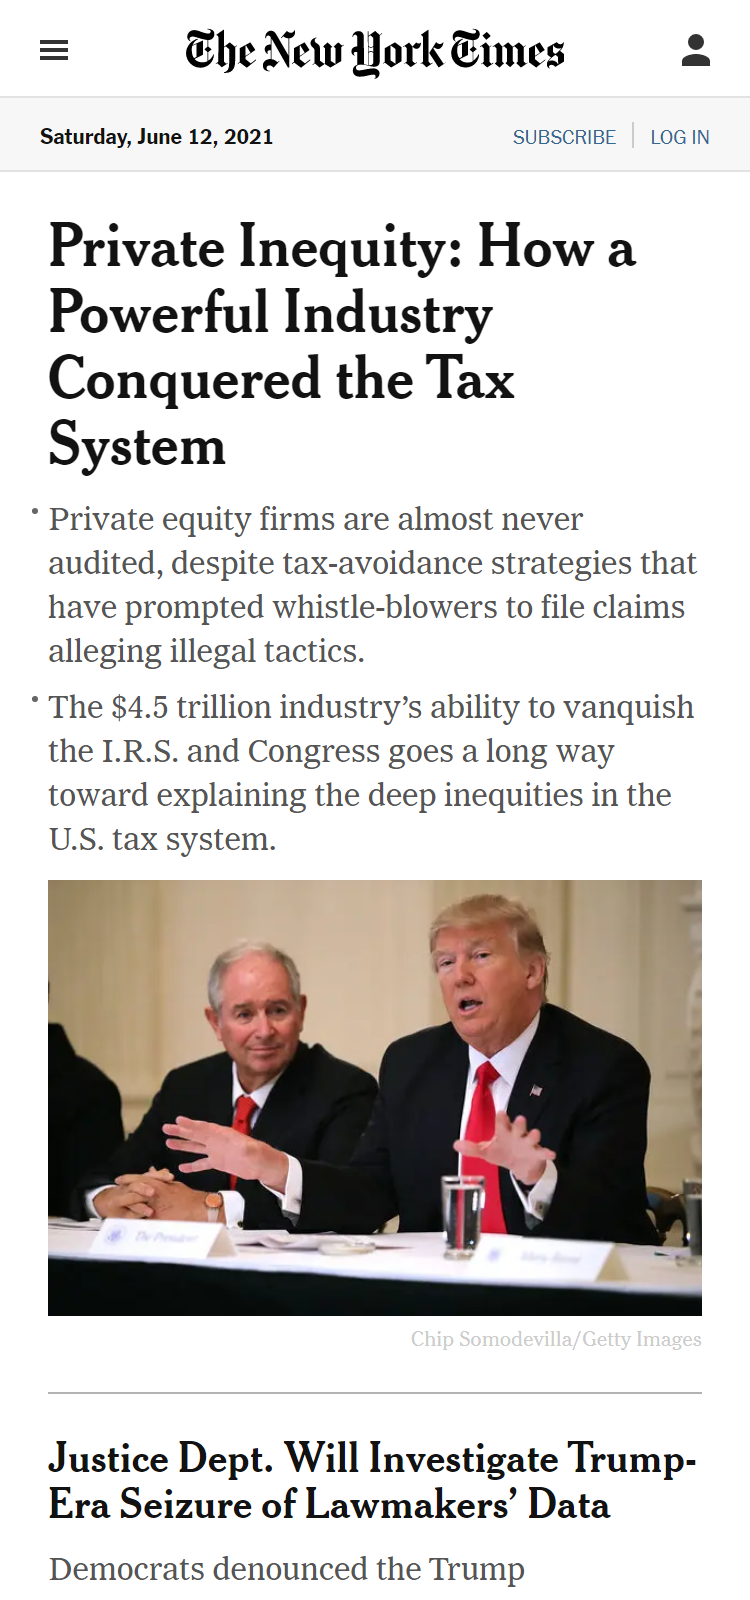 The New York Times
Saturday, June 12, 2021
SUBSCRIBE
LOG IN
Private Inequity: How a
Powerful Industry
Conquered the Tax
System
• Private equity firms are almost never
audited, despite tax-avoidance strategies that
have prompted whistle-blowers to file claims
alleging illegal tactics.
• The $4.5 trillion industry’s ability to vanquish
the I.R.S. and Congress goes a long way
toward explaining the deep inequities in the
U.S. tax system.
The President
Chip Somodevilla/Getty Images
Justice Dept. Will Investigate Trump-
Era Seizure of Lawmakers’ Data
Democrats denounced the Trump